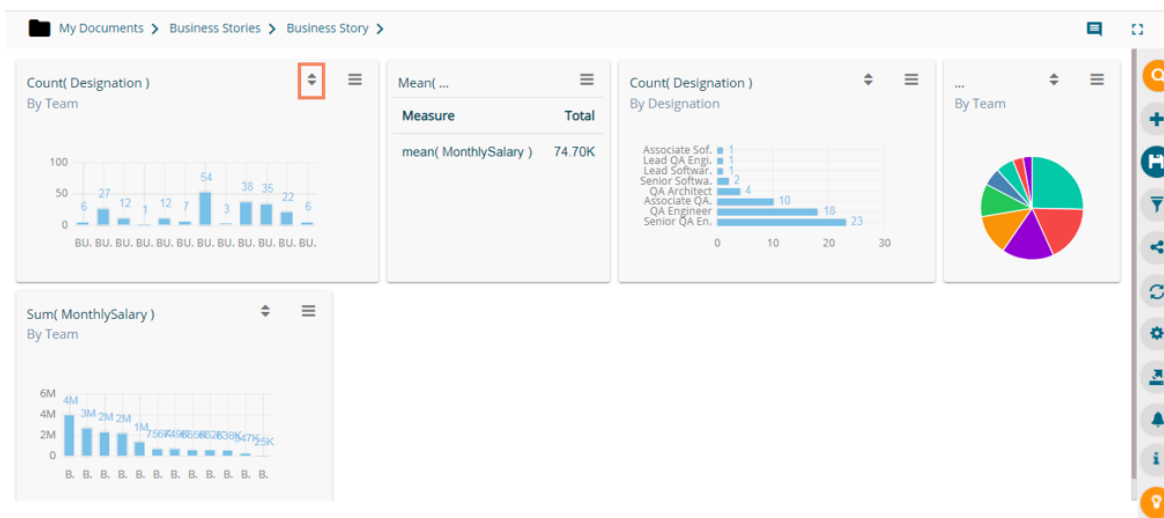 My Documents > Business Stories > Business Story >
Count( Designation )
By Team
100
50
0
6 27 12 1 12 7 54 3 38 35 22 6
BU. BU. BU. BU. BU. BU. BU. BU. BU. BU. BU. BU.
Mean( ...
Measure Total
mean( MonthlySalary ) 74.70K
Count( Designation )
By Designation
Associate Sof. 1
Lead QA Engi. 1
Lead Softwar. 1
Senior Softwa. 2
QA Architect 4
Associate QA. 10
QA Engineer 18
Senior QA En. 23
0 10 20 30
...
By Team
Sum( MonthlySalary )
By Team
6M
4M
2M
0
4M 3M 2M 2M 1M 25K
B. B. B. B. B. B. B. B. B. B. B. B.